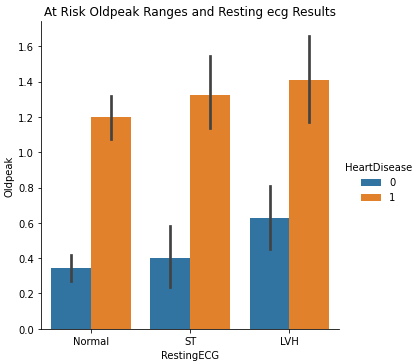 At Risk Oldpeak Ranges and Resting ecg Results
1.6
1.4
1.2
1.0
0.8
0.6
0.4
0.2
0.0
Oldpeak
Normal ST LVH
RestingECG
HeartDisease
0
1